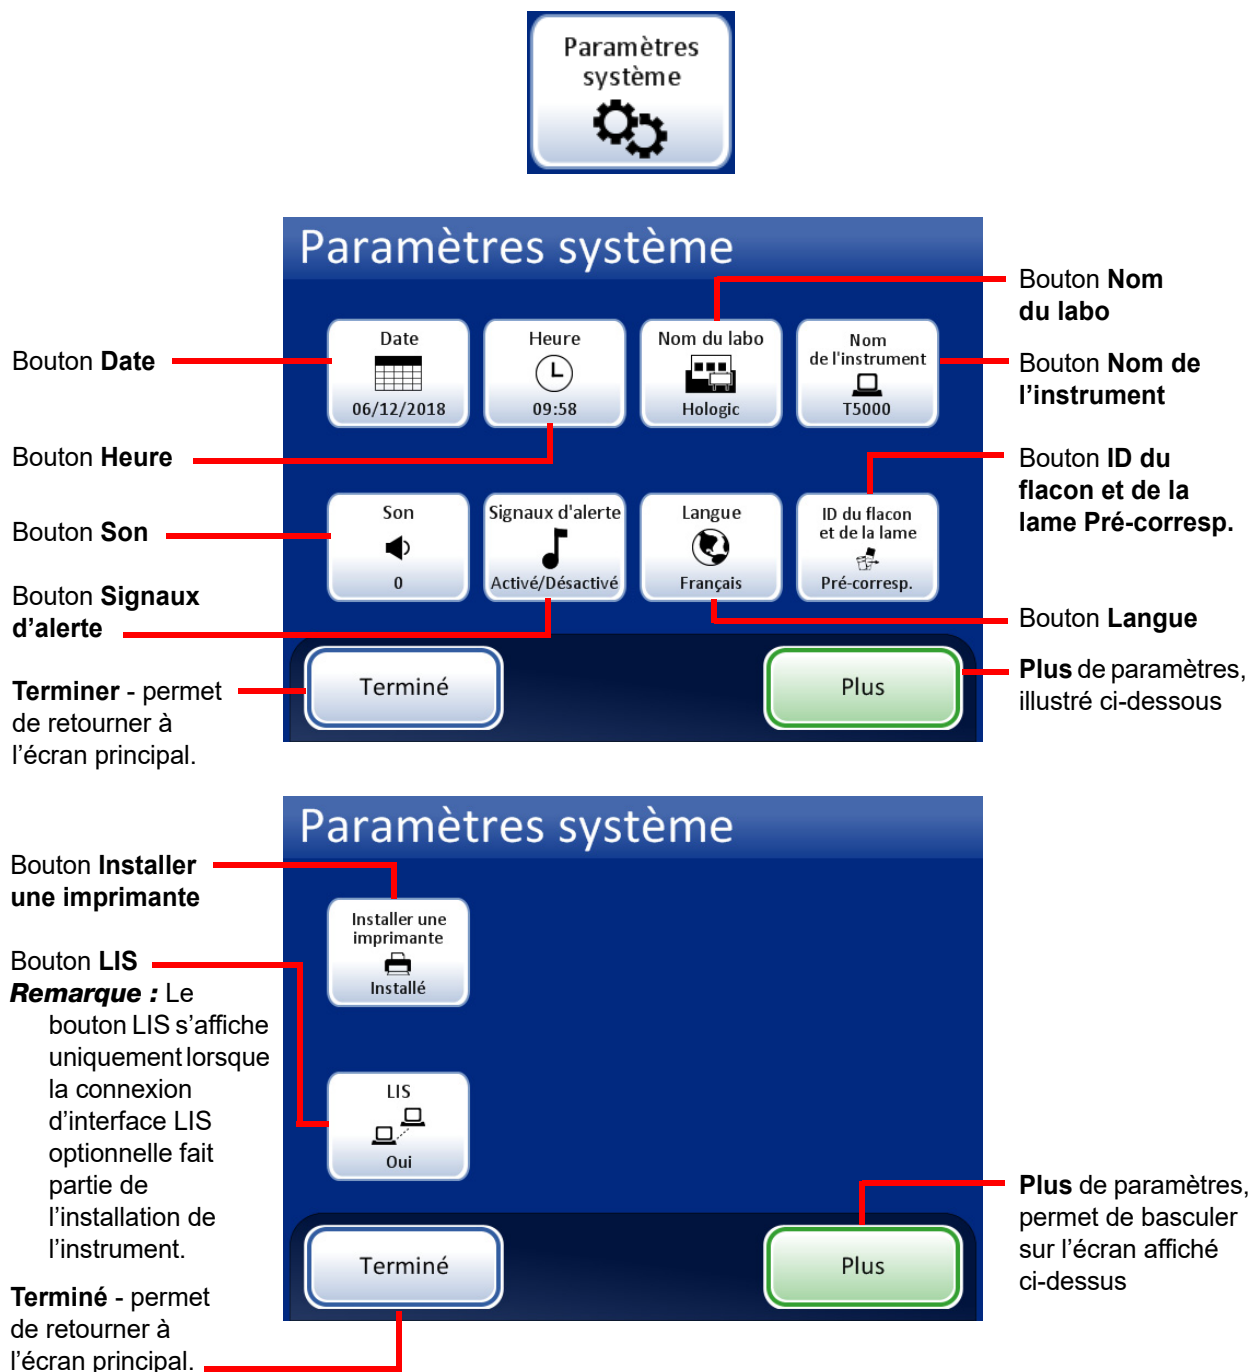 Paramètres
système
Paramètres système
Bouton Nom
du labo
Date
06/12/2018
Heure
09:58
Nom du labo
Hologic
Nom
de l'instrument
T5000
Bouton Date
Bouton Nom de
l’instrument
Bouton Heure
Bouton ID du
flacon et de la
lame Pré-corresp.
Son
0
Signaux d'alerte
Activé/Désactivé
Langue
Français
ID du flacon
et de la lame
Pré-corresp.
Bouton Son
Bouton Signaux
d’alerte
Bouton Langue
Terminer - permet
de retourner à
l’écran principal.
Terminé
Plus
Plus de paramètres,
illustré ci-dessous
Paramètres système
Bouton Installer
une imprimante
Installer une
imprimante
Installé
Bouton LIS
Remarque : Le
bouton LIS s’affiche
uniquement lorsque
la connexion
d’interface LIS
optionnelle fait
partie de
l’installation de
l’instrument.
LIS
Oui
Terminé
Plus
Plus de paramètres,
permet de basculer
sur l’écran affiché
ci-dessus
Terminé - permet
de retourner à
l’écran principal.